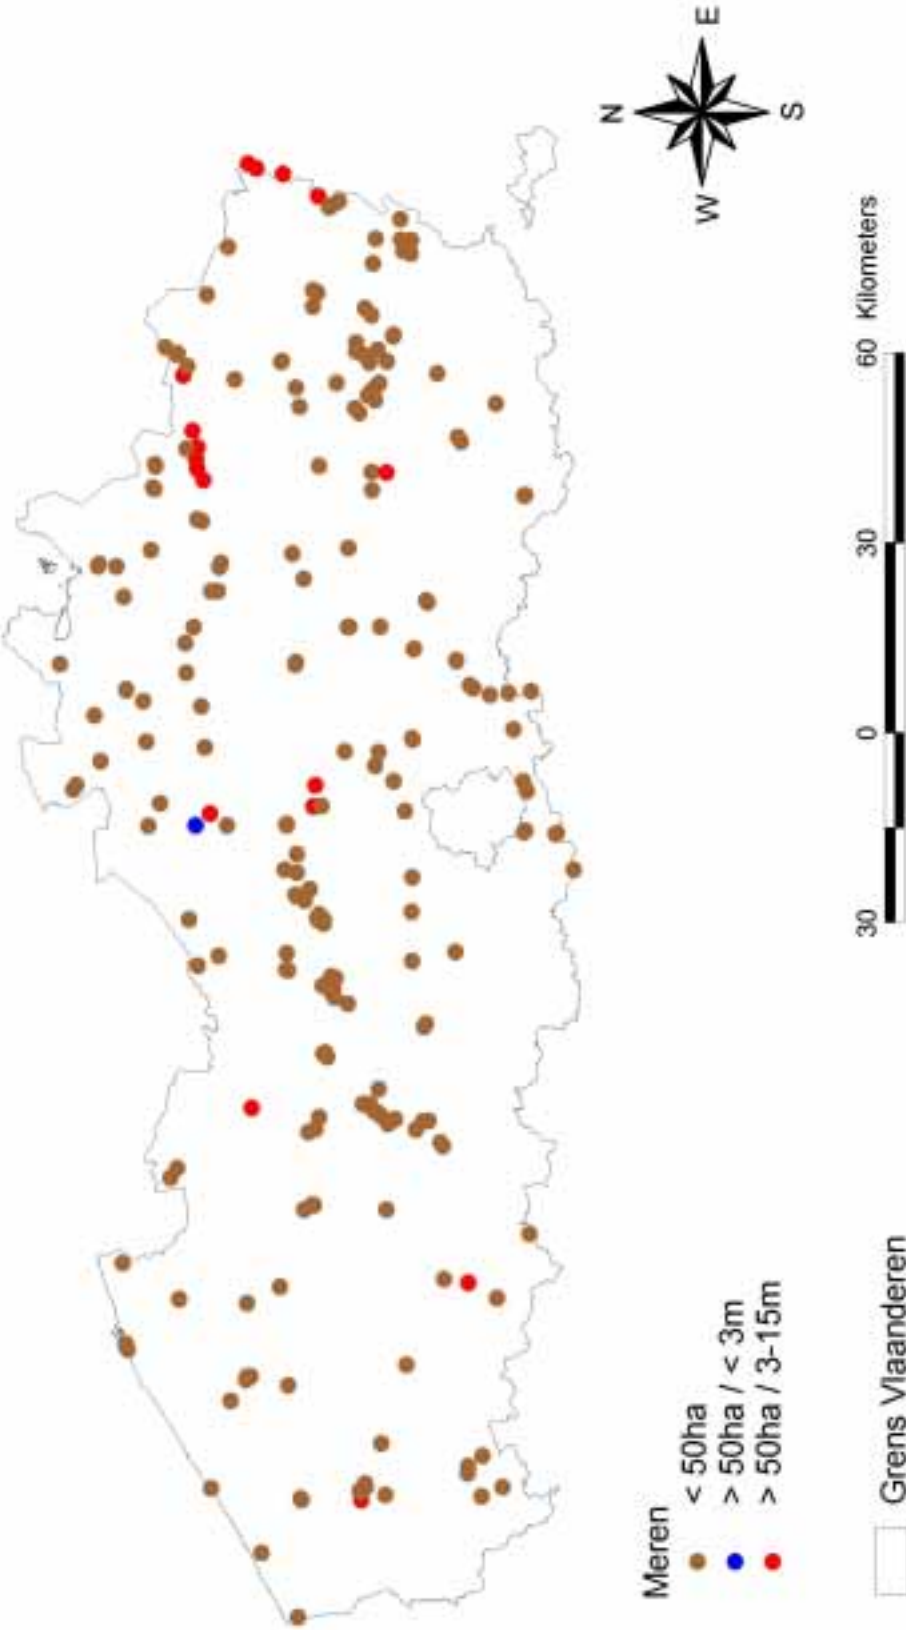 N
W E
S
Meren
< 50ha
> 50ha / < 3m
> 50ha / 3-15m
Grens Vlaanderen
30 0 30 60 Kilometers